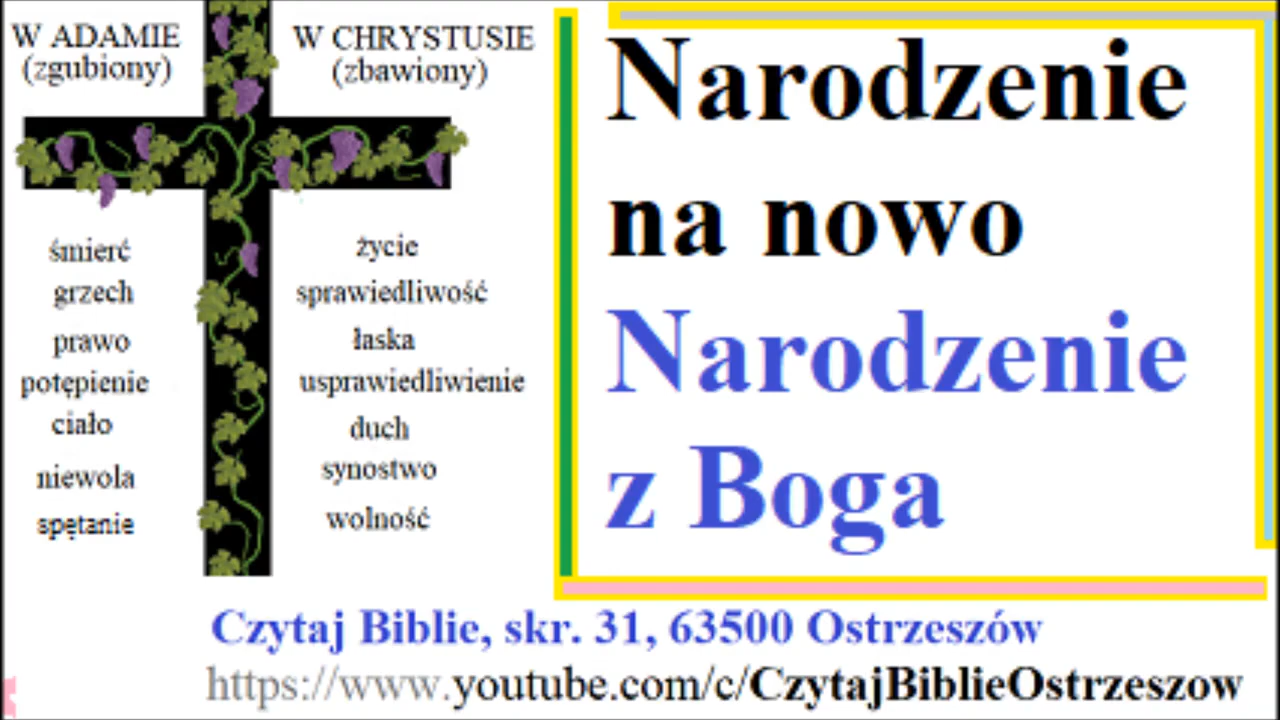 W ADAMIE
(zgubiony)
śmierć
grzech
prawo
potępienie
ciało
niewola
spętanie
W CHRYSTUSIE
(zbawiony)
życie
sprawiedliwość
łaska
usprawiedliwienie
duch
synostwo
wolność
Narodzenie
na nowo
Narodzenie
z Boga
Czytaj Biblie, skr. 31, 63500 Ostrzeszów
https://www.youtube.com/c/CzytajBiblieOstrzeszow